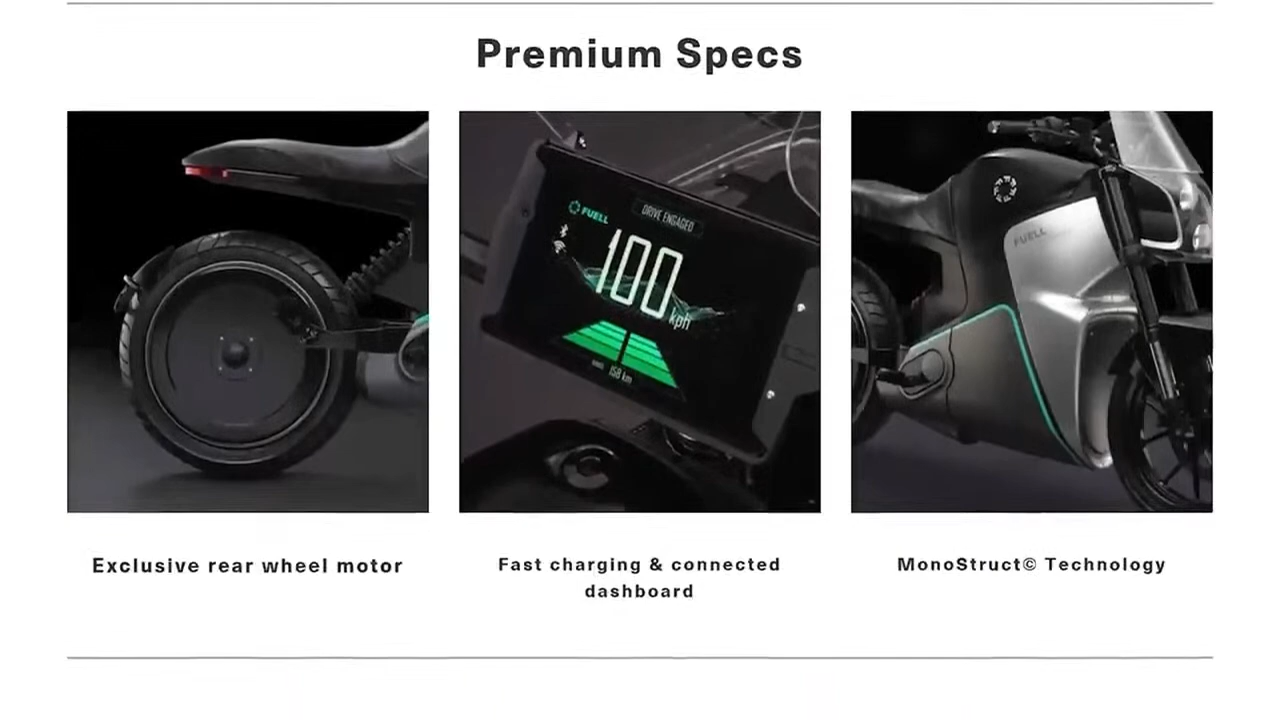 Premium Specs
FUELL
DRIVE ENGAGED
100
kph
158 km
FUELL
Exclusive rear wheel motor
Fast charging & connected
dashboard
MonoStruct© Technology